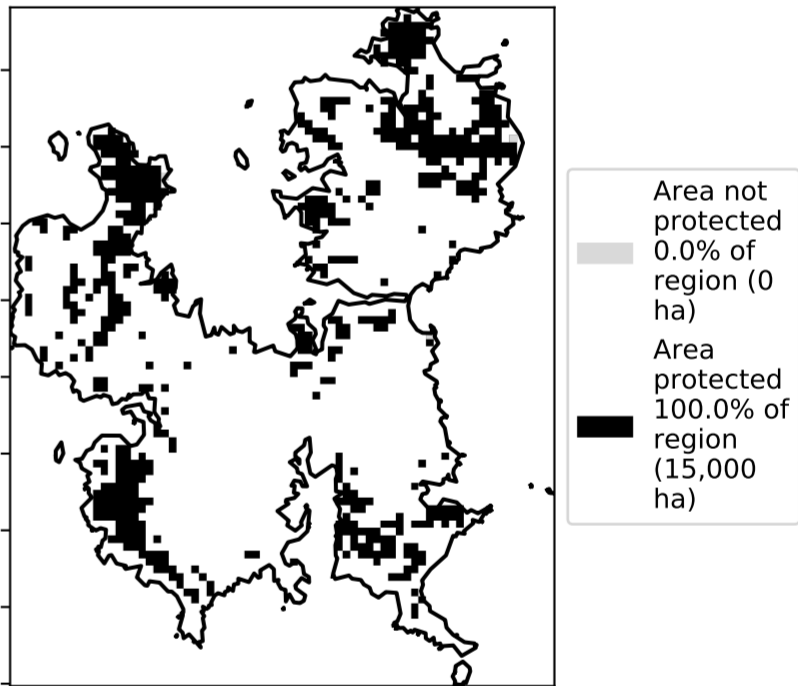 Area not
protected
0.0% of
region (0
ha)
Area
protected
100.0% of
region
(15,000
ha)